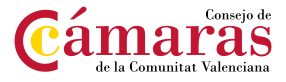 Consejo de
Cámaras
de la Comunitat Valenciana